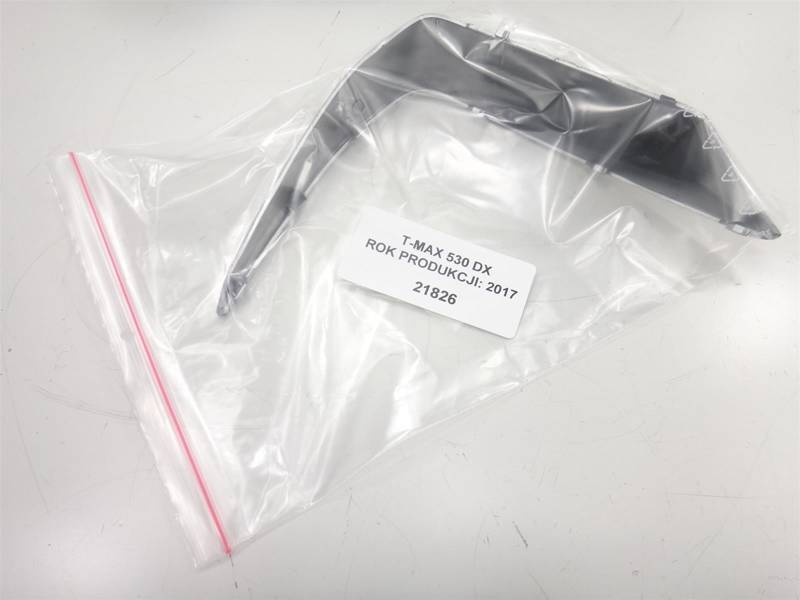 T-MAX 530 DX
ROK PRODUKCJI: 2017
21826